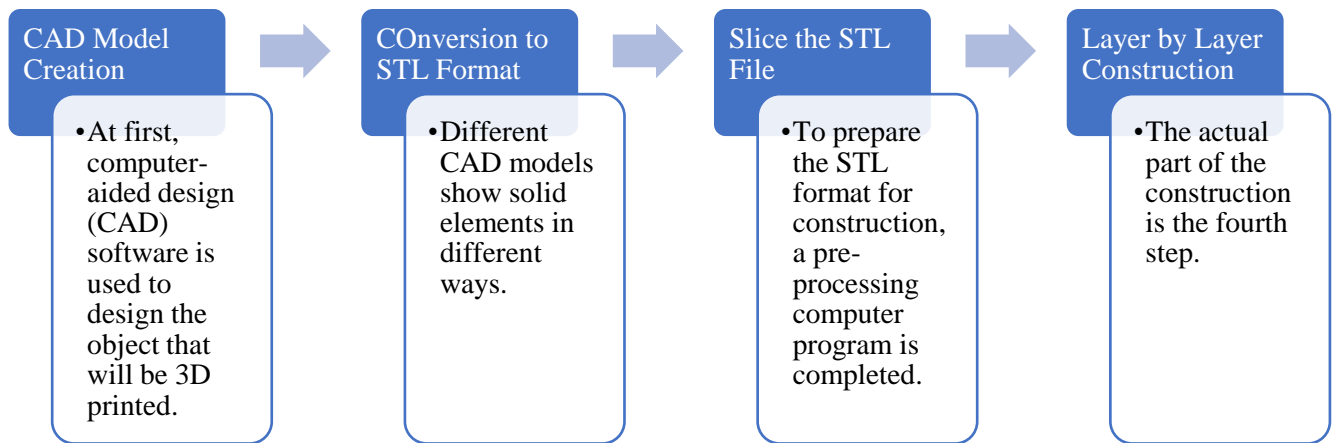 CAD Model
Creation
•At first,
computer-
aided design
(CAD)
software is
used to
design the
object that
will be 3D
printed.
COnversion to
STL Format
•Different
CAD models
show solid
elements in
different
ways.
Slice the STL
File
•To prepare
the STL
format for
construction,
a pre-
processing
computer
program is
completed.
Layer by Layer
Construction
•The actual
part of the
construction
is the fourth
step.